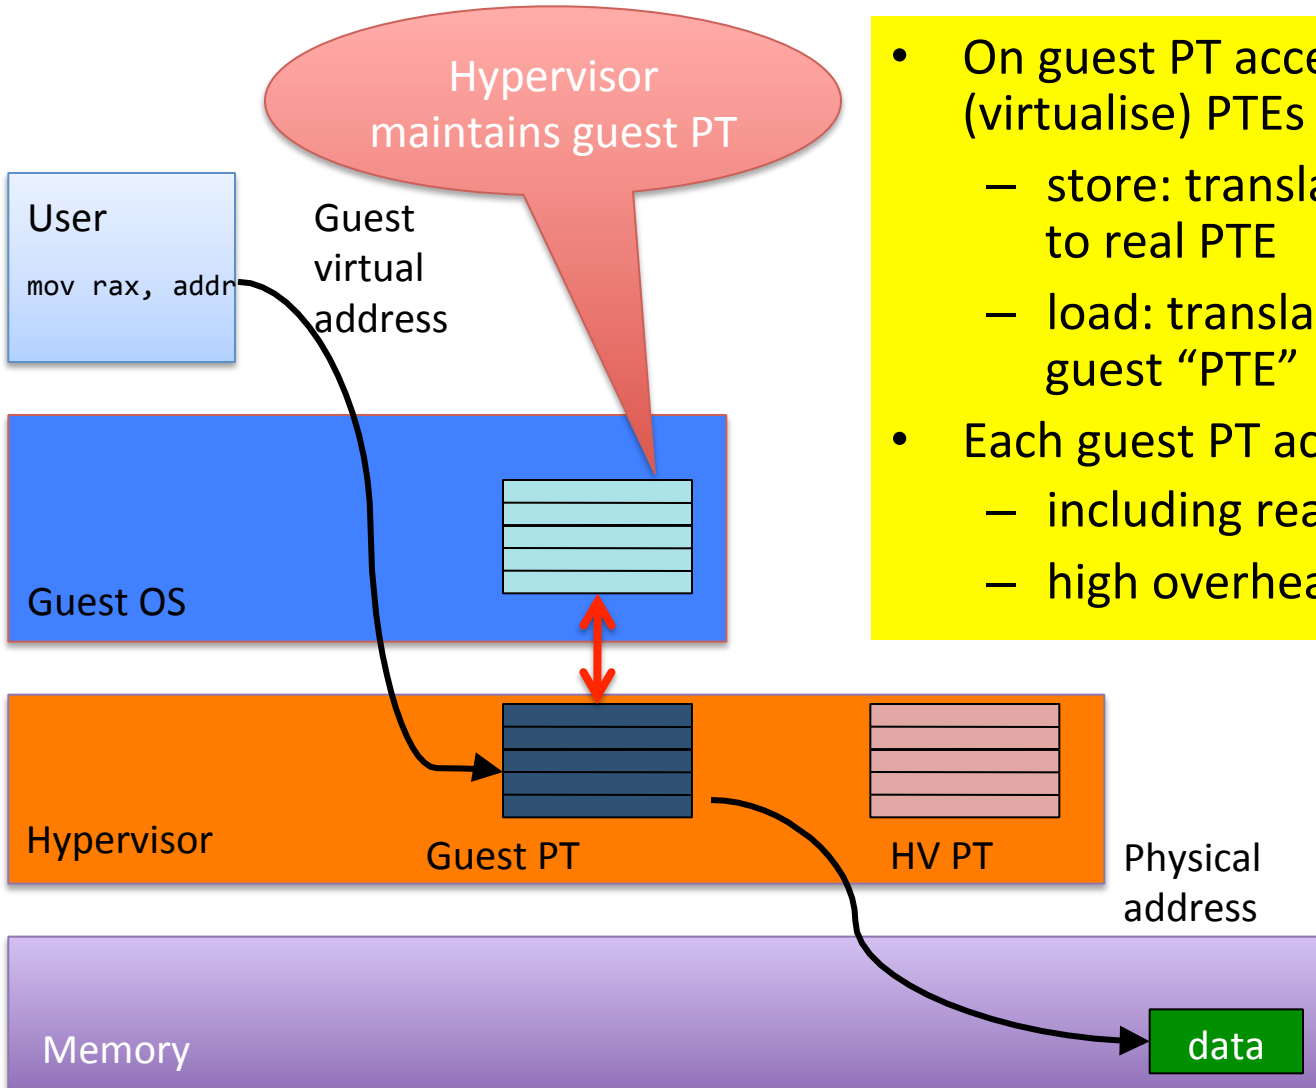 Hypervisor
maintains guest PT
User
mov rax, addr
Guest
virtual
address
• On guest PT acce
(virtualise) PTEs
– store: transla
to real PTE
– load: transla
guest “PTE”
• Each guest PT ac
– including rea
– high overhea
Guest OS
Hypervisor
Guest PT
HV PT
Physical
address
Memory
data